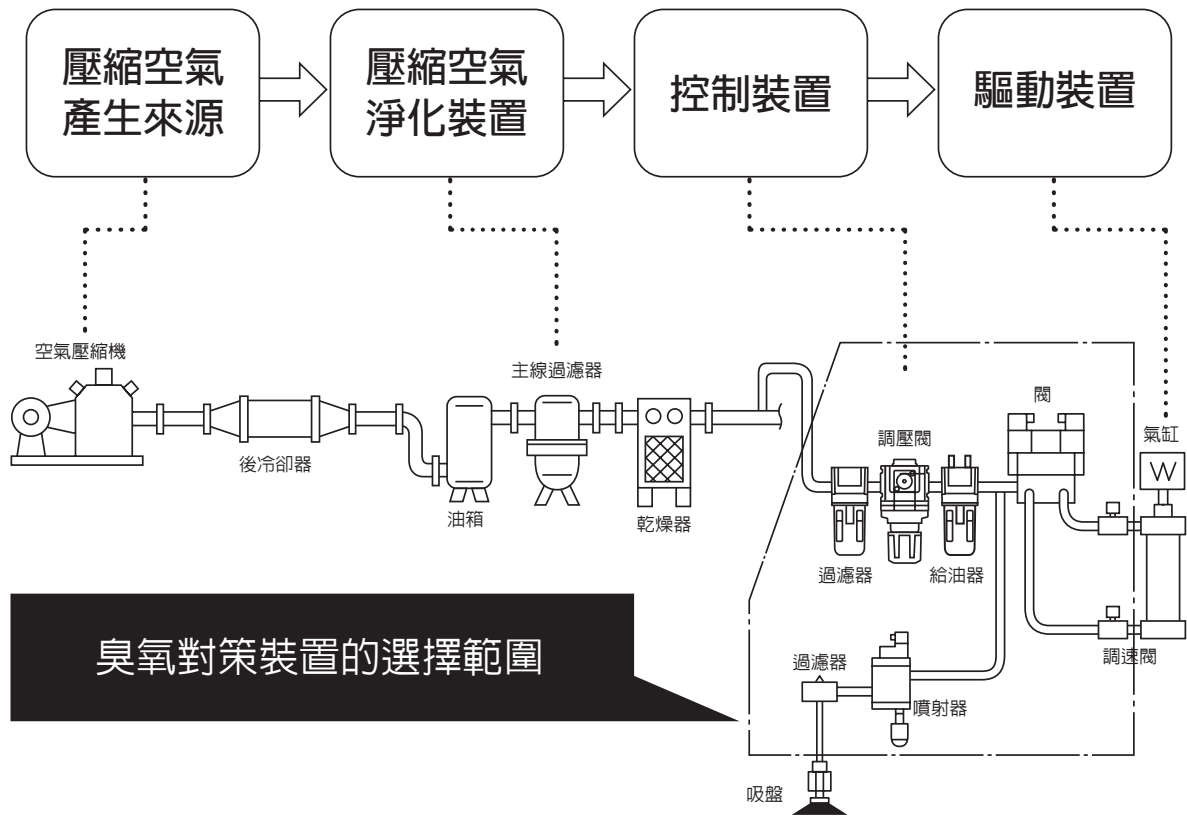 壓縮空氣
產生來源
壓縮空氣
淨化裝置
控制裝置
驅動裝置
空氣壓縮機
主線過濾器
閥
調壓閥
氣缸
後冷卻器
油箱
乾燥器
過濾器
給油器
臭氧對策裝置的選擇範圍
過濾器
調速閥
噴射器
吸盤